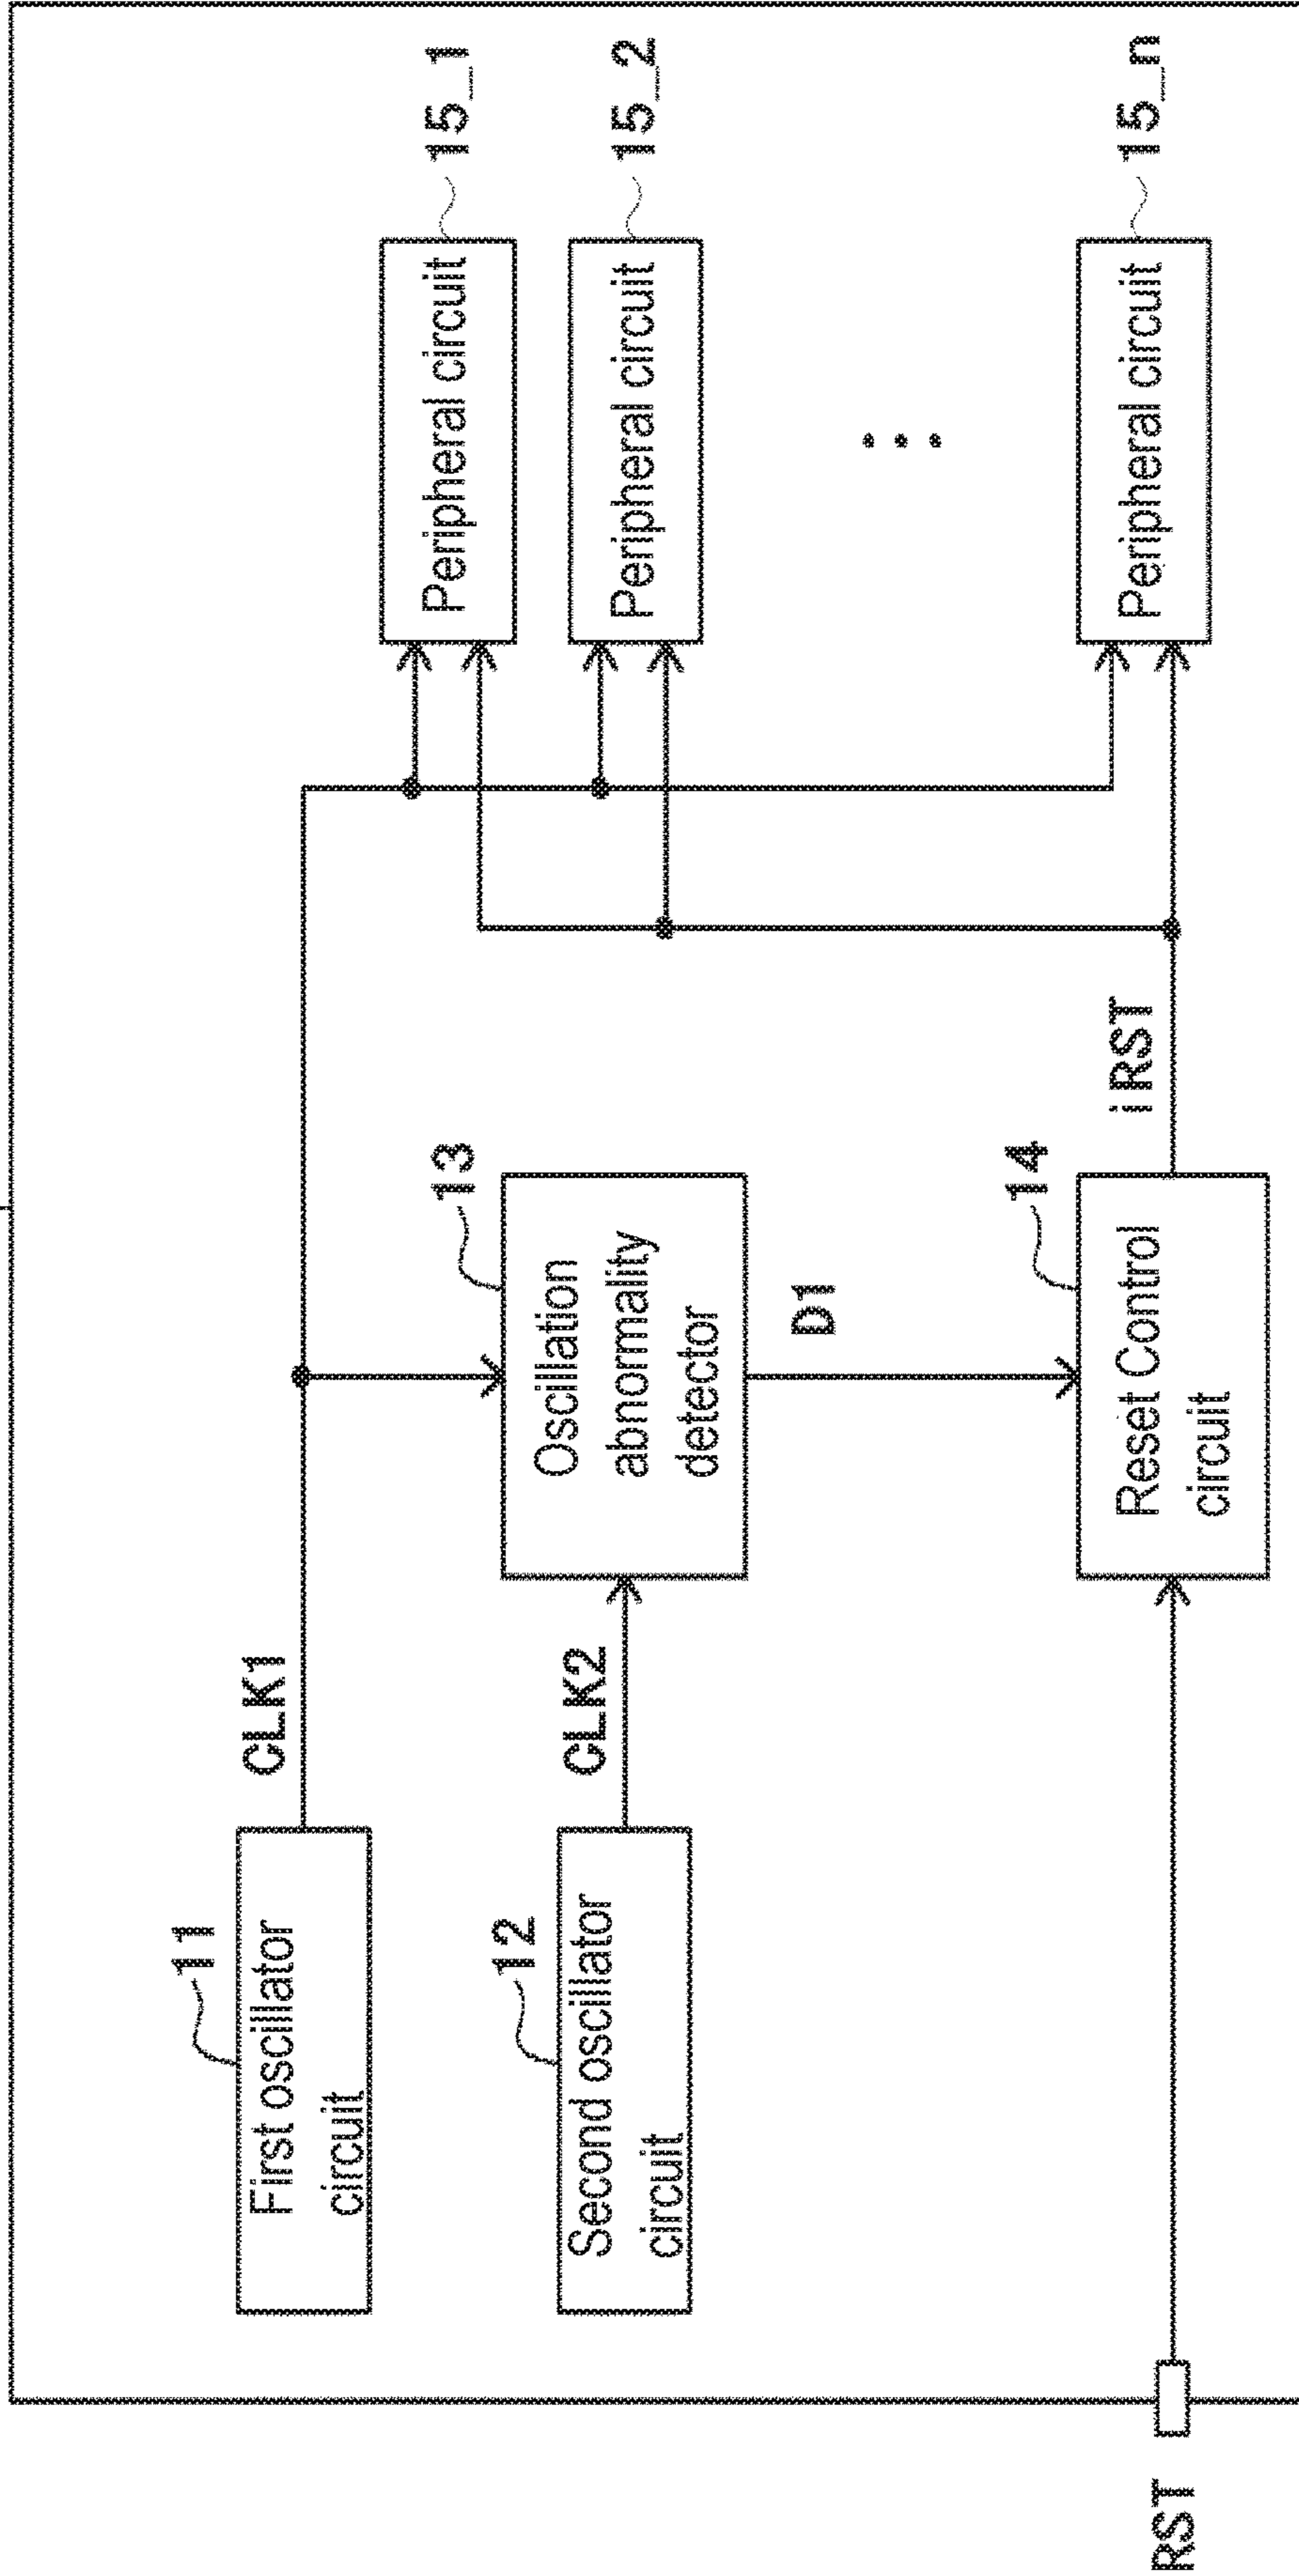 11
First oscillator
circuit
CLK1
12
Second oscillator
circuit
CLK2
13
Oscillation
abnormality
detector
D1
14
Reset Control
circuit
RST
iRST
Peripheral circuit
15_1
Peripheral circuit
15_2
...
Peripheral circuit
15_n